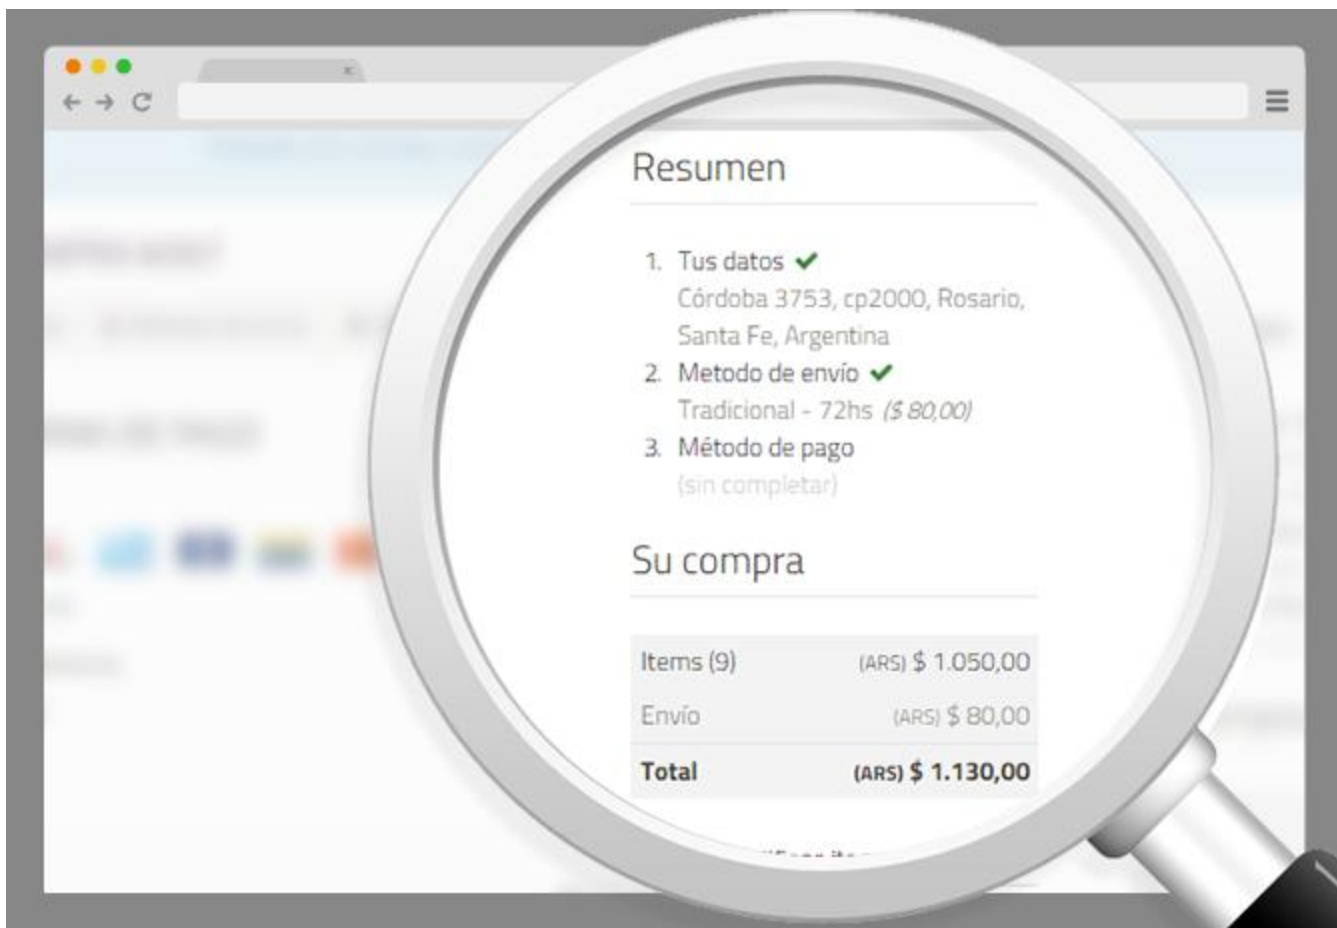 Resumen
1. Tus datos
Córdoba 3753, cp2000, Rosario,
Santa Fe, Argentina
2. Metodo de envío
Tradicional - 72hs ($ 80,00)
3. Método de pago
(sin completar)
Su compra
Items (9) (ARS) $ 1.050,00
Envío (ARS) $ 80,00
Total (ARS) $ 1.130,00